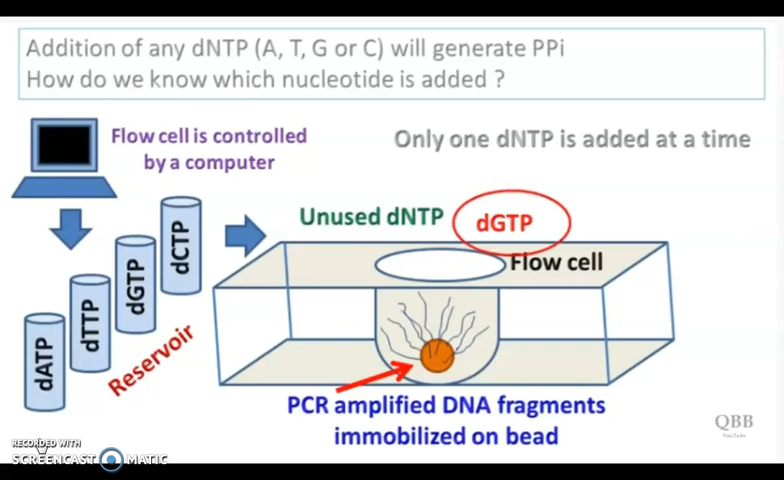 Addition of any dNTP (A, T, G or C) will generate PPi
How do we know which nucleotide is added ?
Flow cell is controlled
by a computer
Only one dNTP is added at a time
Unused dNTP
dGTP
Flow cell
dATP
dTTP
dGTP
dCTP
Reservoir
PCR amplified DNA fragments
immobilized on bead
QBB
YouTube
RECORDED WITH
SCREENCAST MATIC